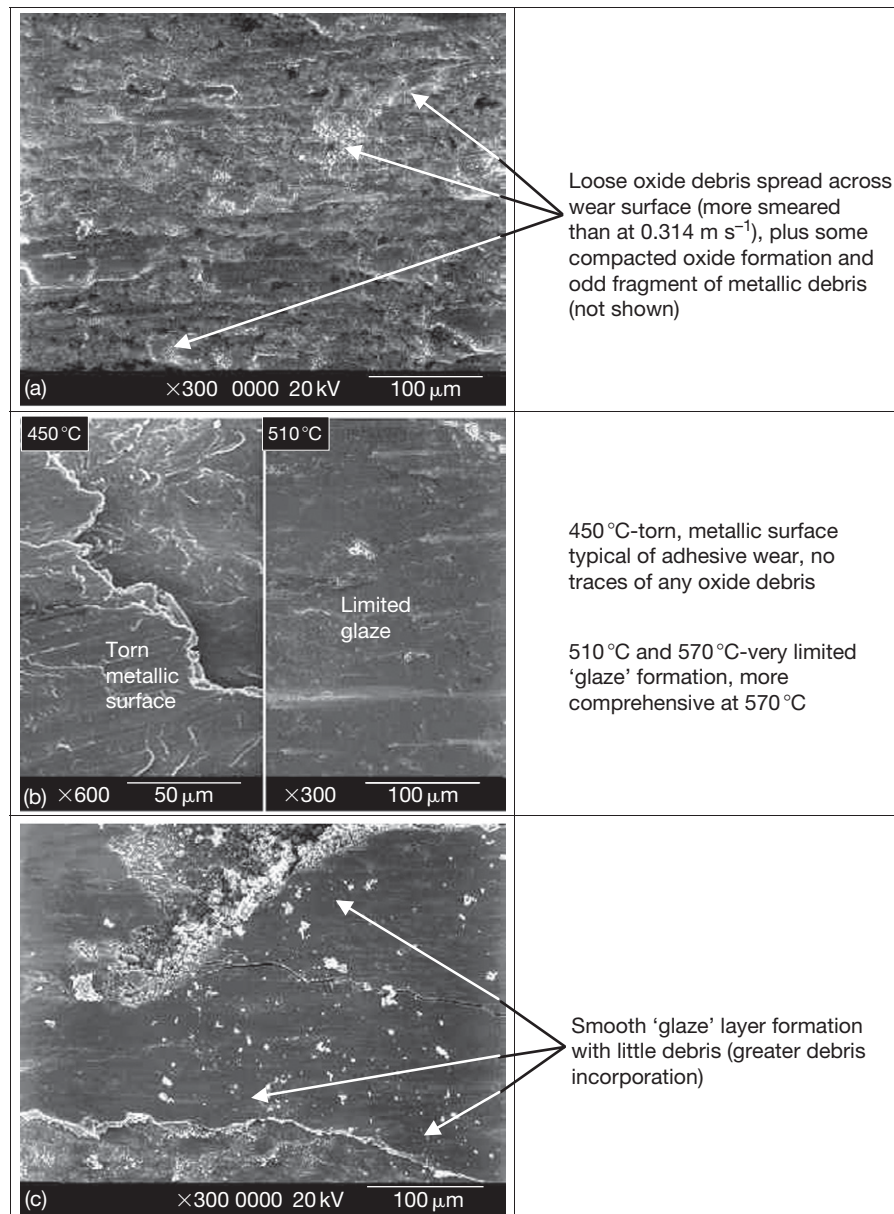 Loose oxide debris spread across
wear surface (more smeared
than at 0.314 m s⁻¹), plus some
compacted oxide formation and
odd fragment of metallic debris
(not shown)
(a) ×300 0000 20 kV 100 μm
450 °C 510 °C
450 °C-torn, metallic surface
typical of adhesive wear, no
traces of any oxide debris
Limited
glaze
Torn
metallic
surface
510 °C and 570 °C-very limited
‘glaze’ formation, more
comprehensive at 570 °C
(b) ×600 50 μm ×300 100 μm
Smooth ‘glaze’ layer formation
with little debris (greater debris
incorporation)
(c) ×300 0000 20 kV 100 μm